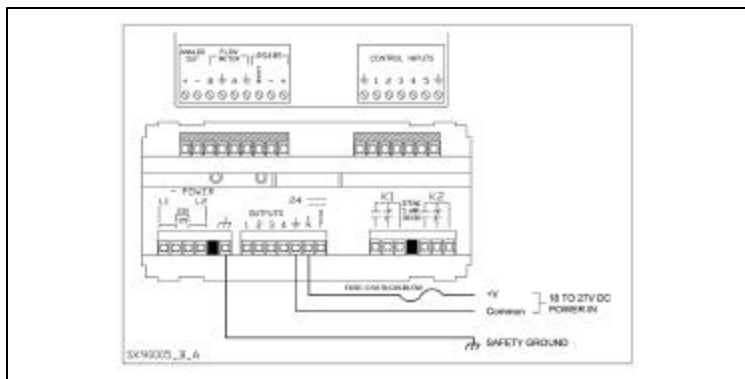 ANALOG OUT FLOW METER RS485
+ - B A - +
CONTROL INPUTS
1 2 3 4 5
~ POWER
L1 L2
OUTPUTS
1 2 3 4
24
K1 K2
+V
Common
18 TO 27V DC
POWER IN
SAFETY GROUND